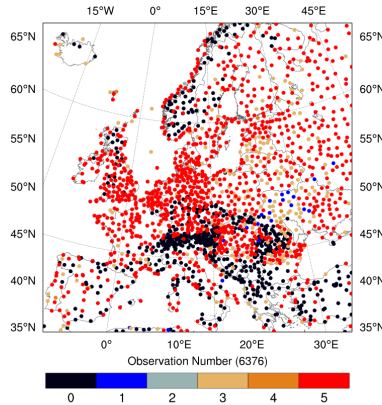 15°W 0° 15°E 30°E 45°E
65°N 65°N
60°N 60°N
55°N 55°N
50°N 50°N
45°N 45°N
40°N 40°N
35°N 35°N
0° 10°E 20°E 30°E
Observation Number (6376)
0 1 2 3 4 5